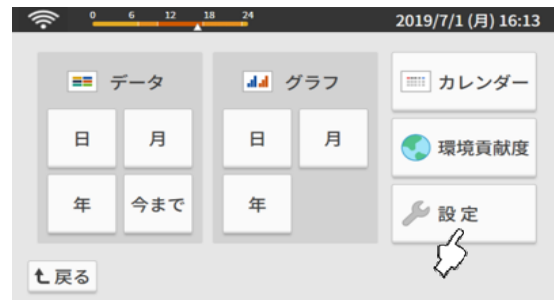 0 6 12 18 24
2019/7/1 (月) 16:13
データ
日 月
年 今まで
グラフ
日 月
年
カレンダー
環境貢献度
設定
戻る